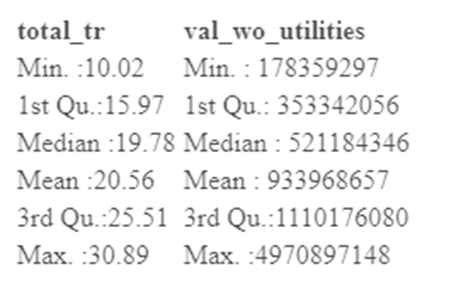 total_tr val_wo_utilities
Min. :10.02 Min. : 178359297
1st Qu.:15.97 1st Qu.: 353342056
Median :19.78 Median : 521184346
Mean :20.56 Mean : 933968657
3rd Qu.:25.51 3rd Qu.:1110176080
Max. :30.89 Max. :4970897148